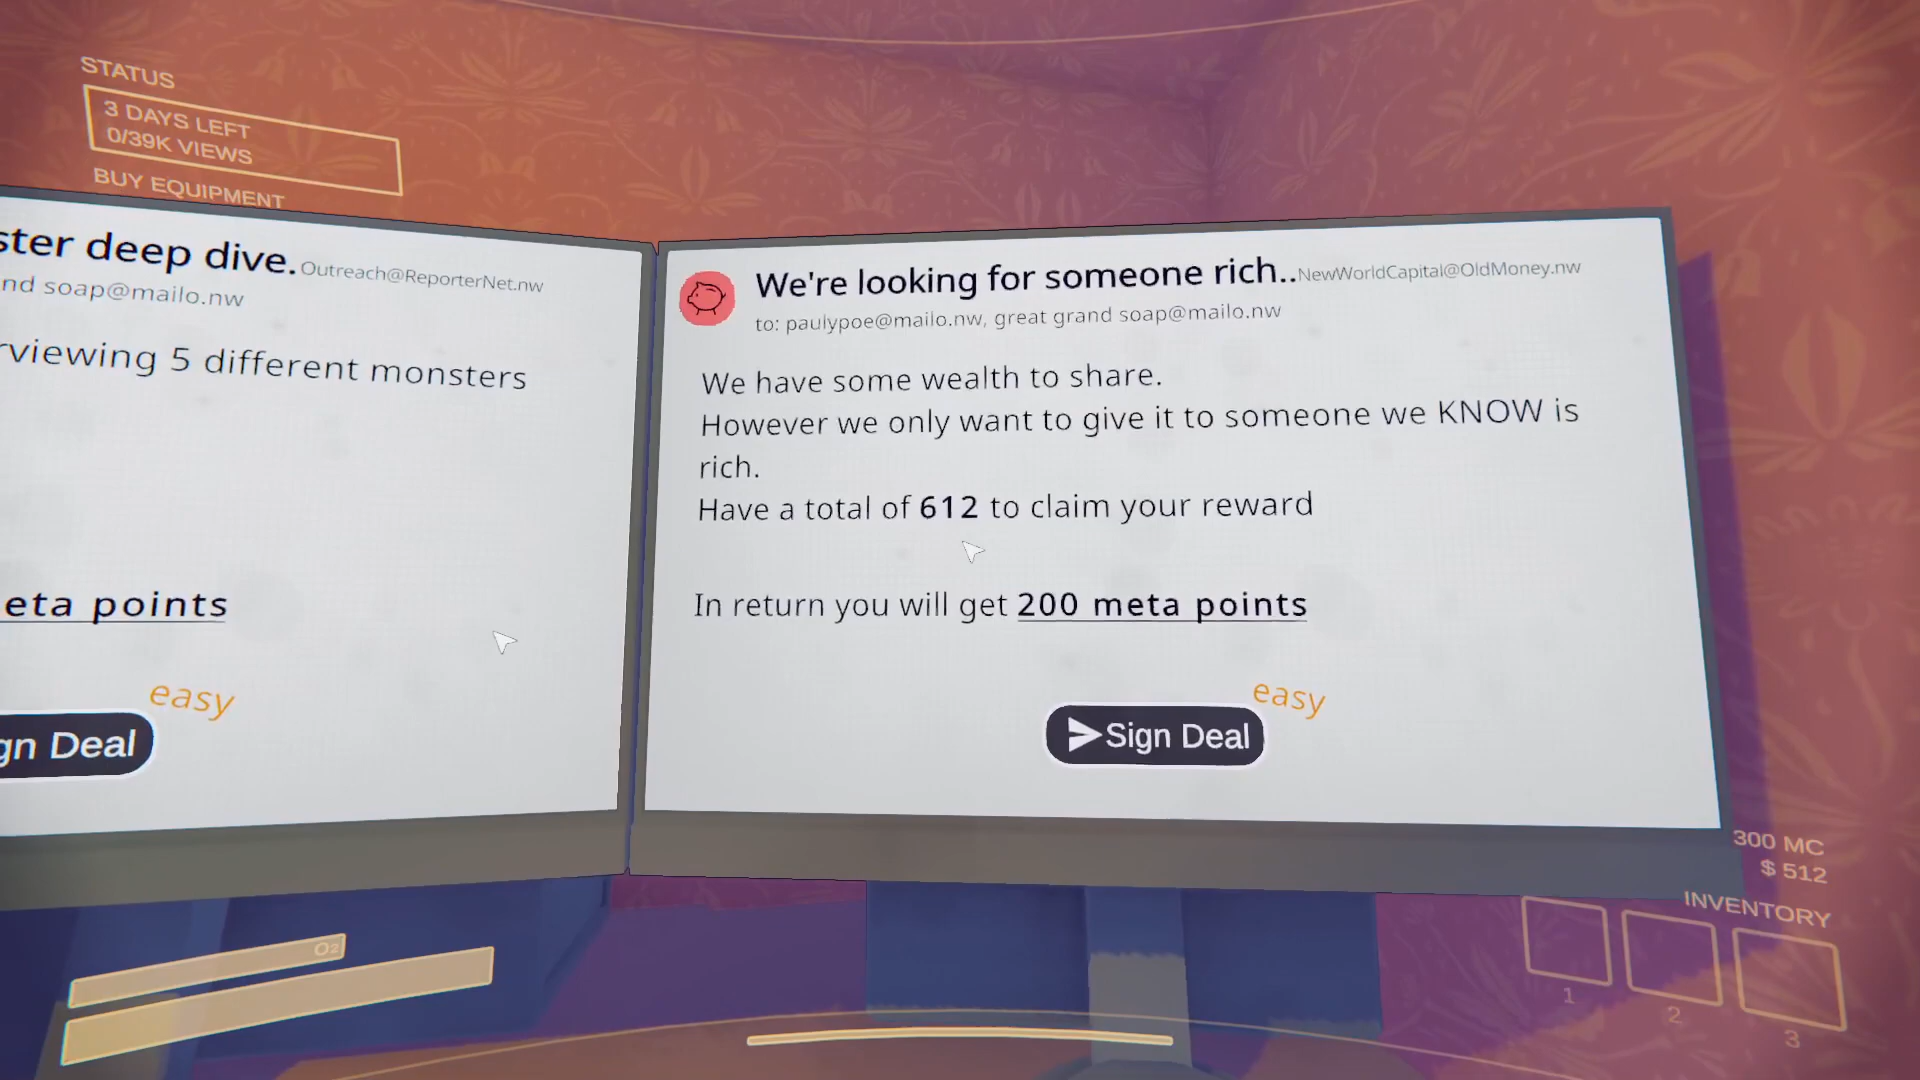 STATUS
3 DAYS LEFT
0/39K VIEWS
BUY EQUIPMENT
ster deep dive. Outreach@ReporterNet.nw
nd soap@mailo.nw
rviewing 5 different monsters
eta points
easy
gn Deal
We're looking for someone rich.. NewWorldCapital@OldMoney.nw
to: paulypoe@mailo.nw, great grand soap@mailo.nw
We have some wealth to share.
However we only want to give it to someone we KNOW is
rich.
Have a total of 612 to claim your reward
In return you will get 200 meta points
easy
Sign Deal
300 MC
$ 512
INVENTORY
1
2
3
O2